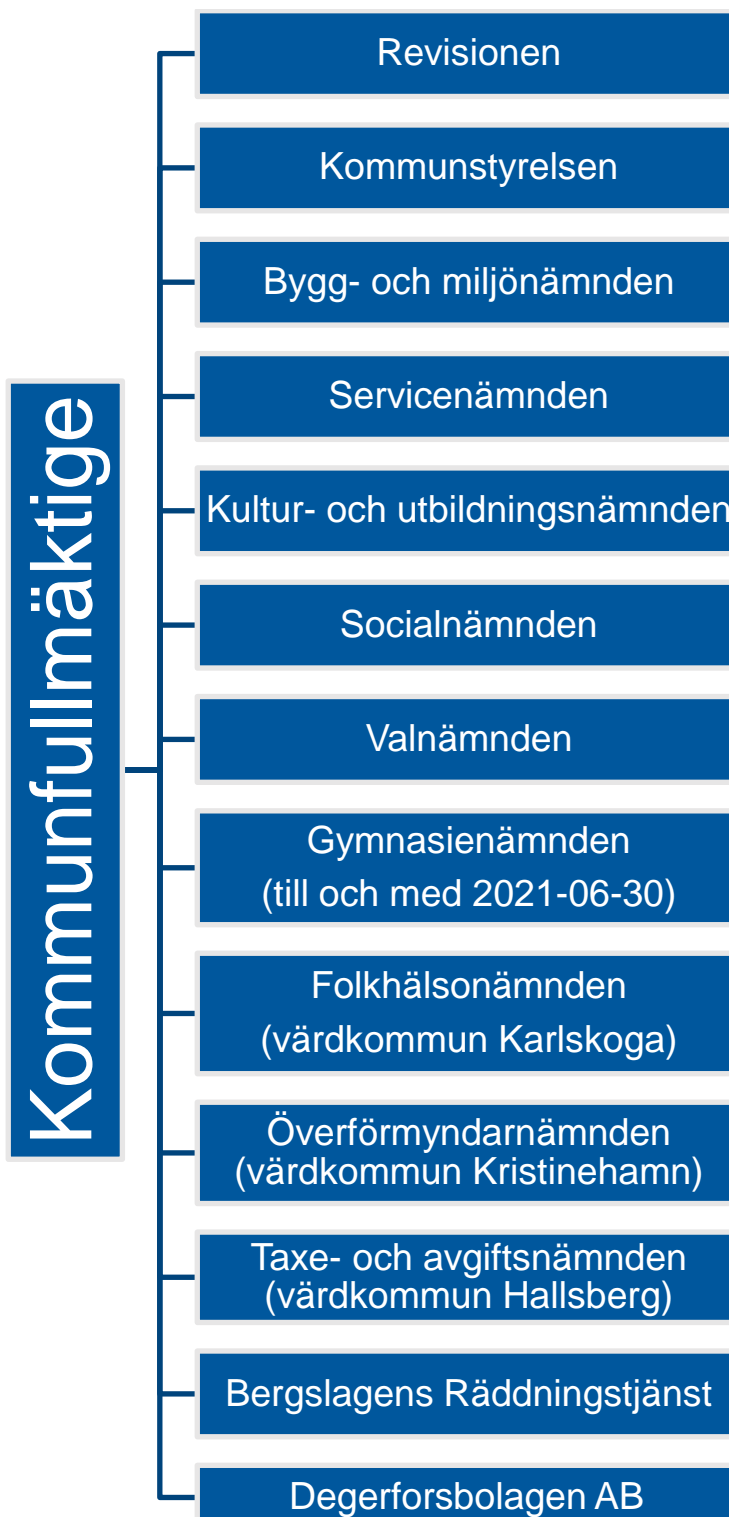 Kommunfullmäktige
Revisionen
Kommunstyrelsen
Bygg- och miljönämnden
Servicenämnden
Kultur- och utbildningsnämnden
Socialnämnden
Valnämnden
Gymnasienämnden
(till och med 2021-06-30)
Folkhälsonämnden
(värdkommun Karlskoga)
Överförmyndarnämnden
(värdkommun Kristinehamn)
Taxe- och avgiftsnämnden
(värdkommun Hallsberg)
Bergslagens Räddningstjänst
Degerforsbolagen AB